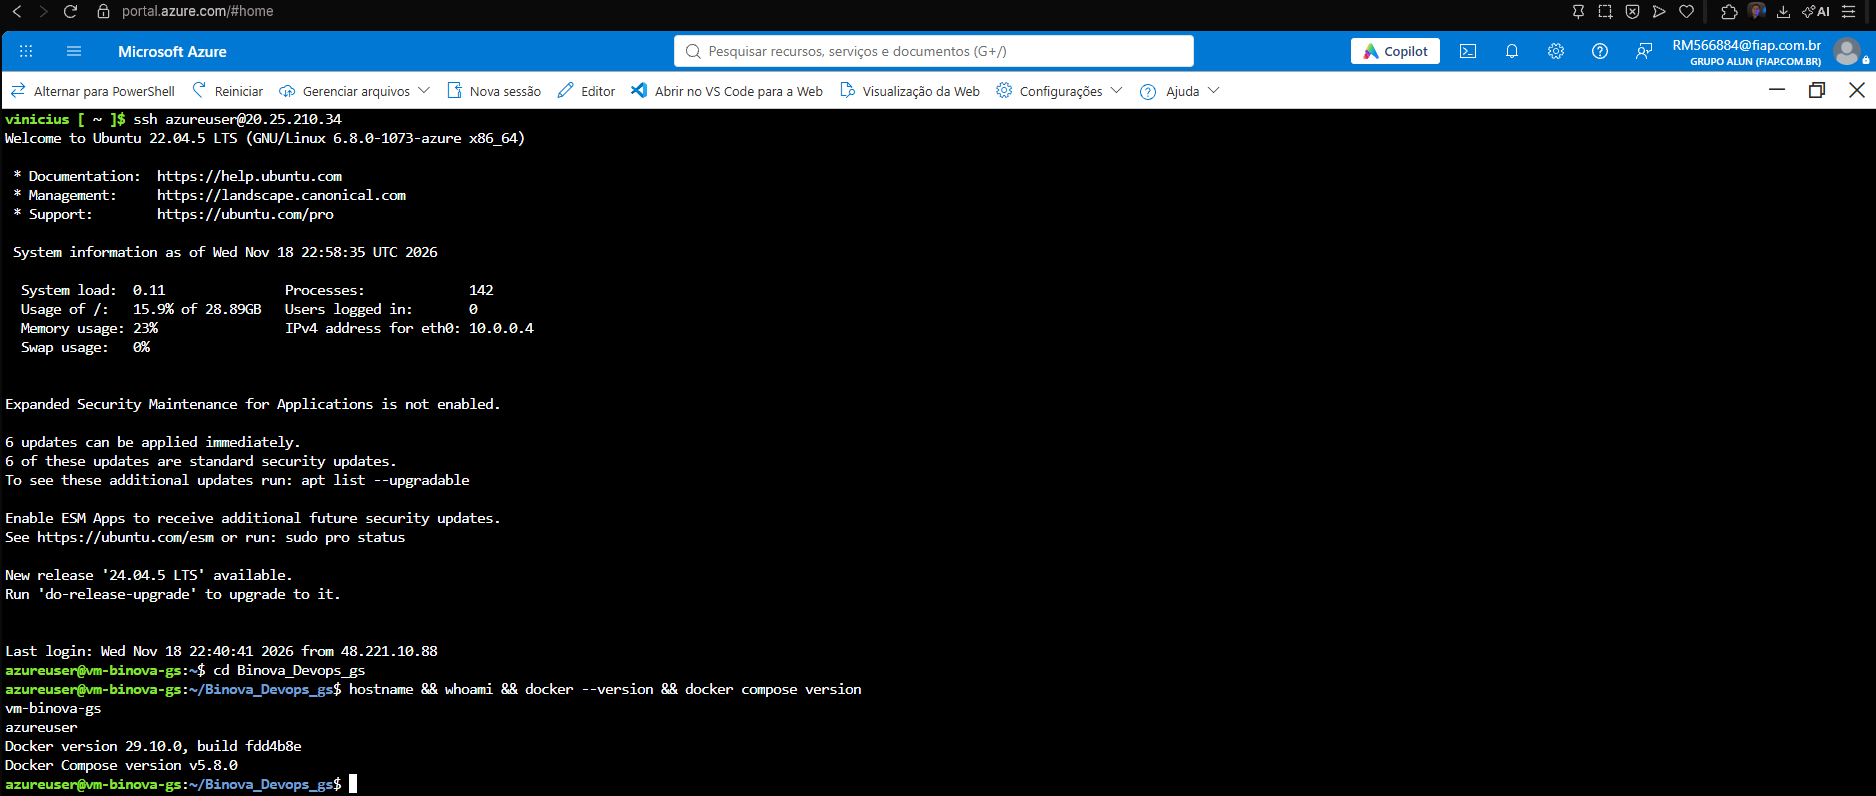 portal.azure.com/#home
AI
Microsoft Azure
Pesquisar recursos, serviços e documentos (G+/)
Copilot
RM566884@fiap.com.br
GRUPO ALUN (FIAP.COM.BR)
Alternar para PowerShell Reiniciar Gerenciar arquivos Nova sessão Editor Abrir no VS Code para a Web Visualização da Web Configurações Ajuda
vinicius [ ~ ]$ ssh azureuser@20.25.210.34
Welcome to Ubuntu 22.04.5 LTS (GNU/Linux 6.8.0-1073-azure x86_64)
* Documentation: https://help.ubuntu.com
* Management: https://landscape.canonical.com
* Support: https://ubuntu.com/pro
System information as of Wed Nov 18 22:58:35 UTC 2026
System load: 0.11 Processes: 142
Usage of /: 15.9% of 28.89GB Users logged in: 0
Memory usage: 23% IPv4 address for eth0: 10.0.0.4
Swap usage: 0%
Expanded Security Maintenance for Applications is not enabled.
6 updates can be applied immediately.
6 of these updates are standard security updates.
To see these additional updates run: apt list --upgradable
Enable ESM Apps to receive additional future security updates.
See https://ubuntu.com/esm or run: sudo pro status
New release '24.04.5 LTS' available.
Run 'do-release-upgrade' to upgrade to it.
Last login: Wed Nov 18 22:40:41 2026 from 48.221.10.88
azureuser@vm-binova-gs:~$ cd Binova_Devops_gs
azureuser@vm-binova-gs:~/Binova_Devops_gs$ hostname && whoami && docker --version && docker compose version
vm-binova-gs
azureuser
Docker version 29.10.0, build fdd4b8e
Docker Compose version v5.8.0
azureuser@vm-binova-gs:~/Binova_Devops_gs$